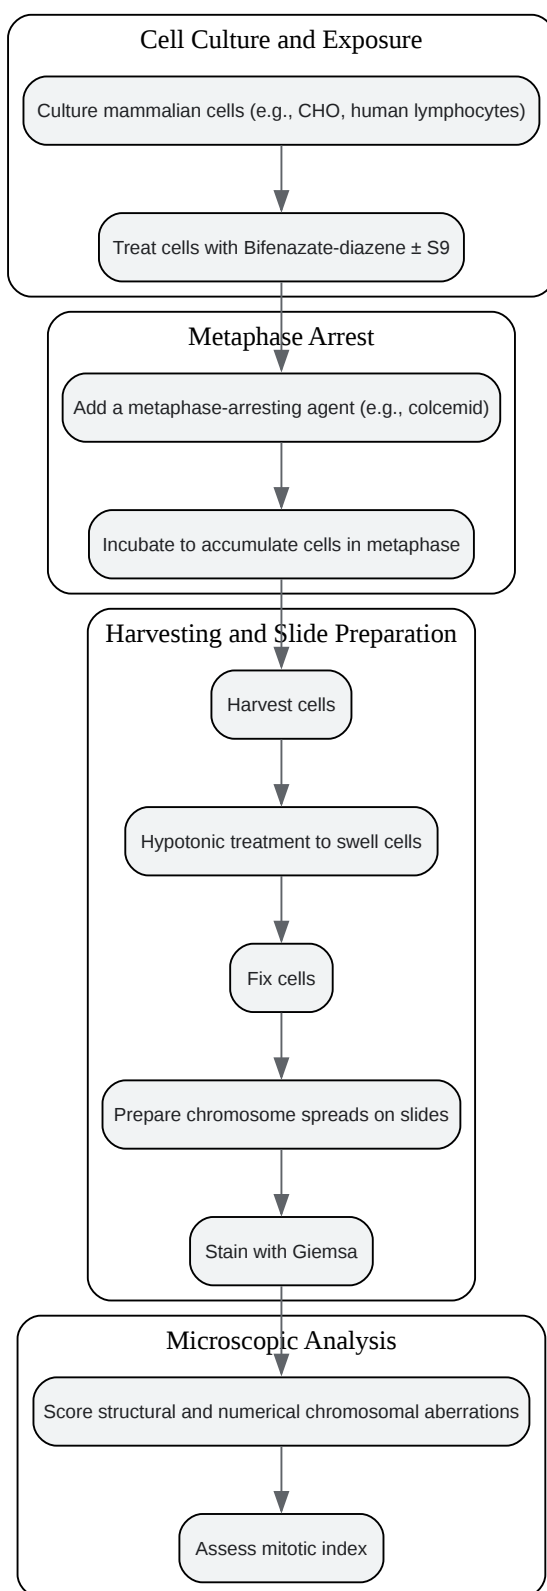 Cell Culture and Exposure
Culture mammalian cells (e.g., CHO, human lymphocytes)
Treat cells with Bifenazate-diazene ± S9
Metaphase Arrest
Add a metaphase-arresting agent (e.g., colcemid)
Incubate to accumulate cells in metaphase
Harvesting and Slide Preparation
Harvest cells
Hypotonic treatment to swell cells
Fix cells
Prepare chromosome spreads on slides
Stain with Giemsa
Microscopic Analysis
Score structural and numerical chromosomal aberrations
Assess mitotic index